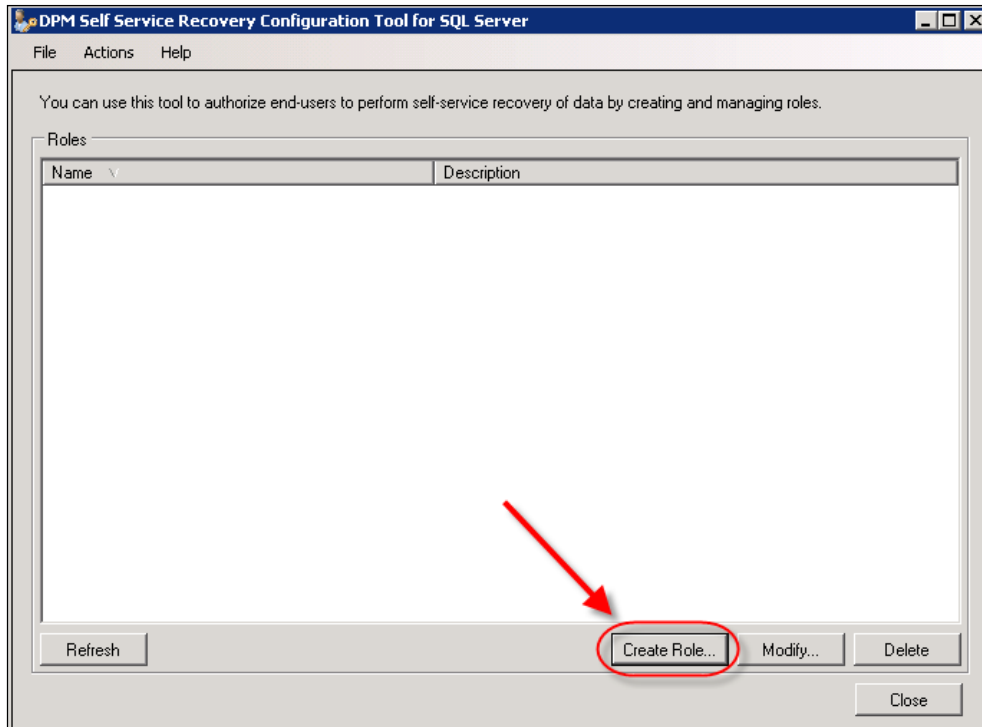 DPM Self Service Recovery Configuration Tool for SQL Server
File Actions Help
You can use this tool to authorize end-users to perform self-service recovery of data by creating and managing roles.
Roles
Name Description
Refresh Create Role... Modify... Delete
Close